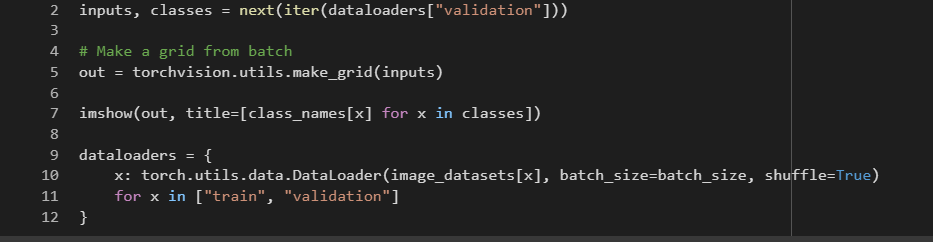 2 inputs, classes = next(iter(dataloaders["validation"]))
3
4 # Make a grid from batch
5 out = torchvision.utils.make_grid(inputs)
6
7 imshow(out, title=[class_names[x] for x in classes])
8
9 dataloaders = {
10     x: torch.utils.data.DataLoader(image_datasets[x], batch_size=batch_size, shuffle=True)
11     for x in ["train", "validation"]
12 }